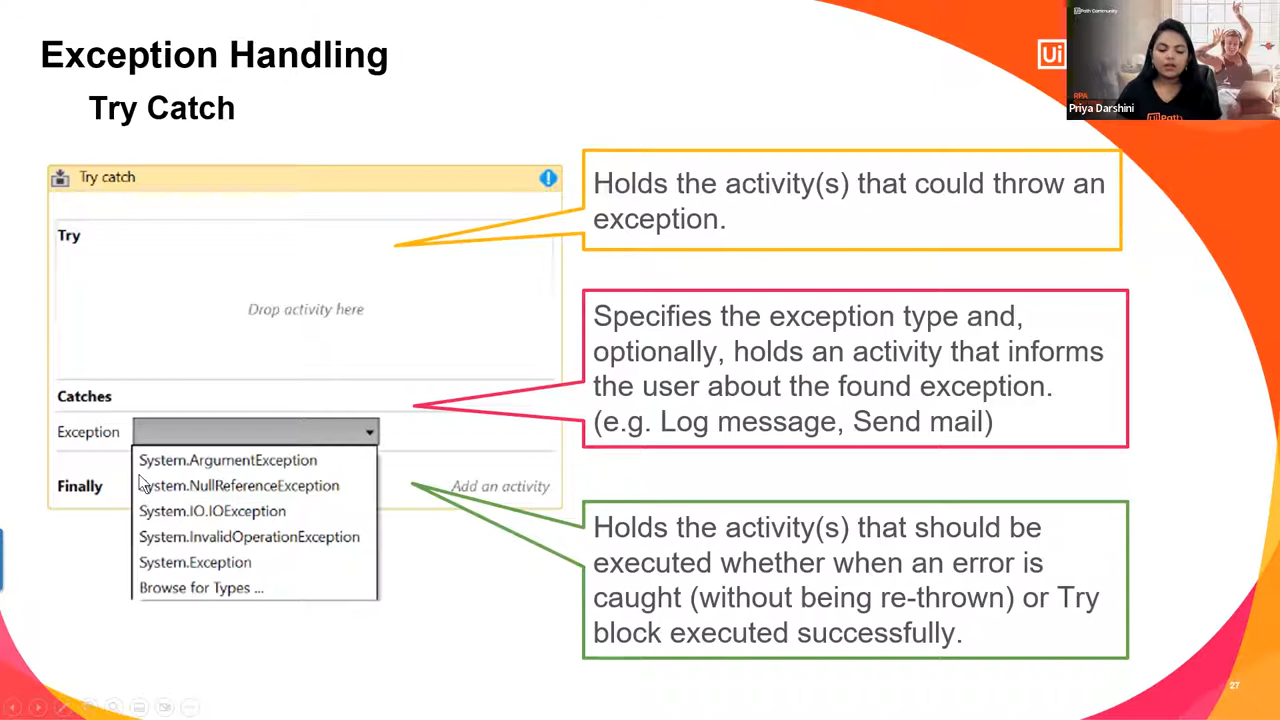 Exception Handling
Try Catch
Ui
UiPath Community
RPA
Priya Darshini
UiPath
Try catch
Try
Drop activity here
Catches
Exception
System.ArgumentException
System.NullReferenceException
System.IO.IOException
System.InvalidOperationException
System.Exception
Browse for Types ...
Finally
Add an activity
Holds the activity(s) that could throw an
exception.
Specifies the exception type and,
optionally, holds an activity that informs
the user about the found exception.
(e.g. Log message, Send mail)
Holds the activity(s) that should be
executed whether when an error is
caught (without being re-thrown) or Try
block executed successfully.
27